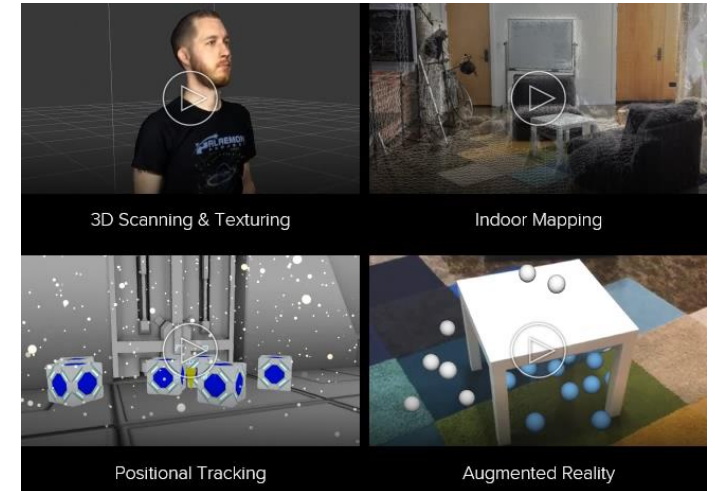 3D Scanning & Texturing
Indoor Mapping
Positional Tracking
Augmented Reality